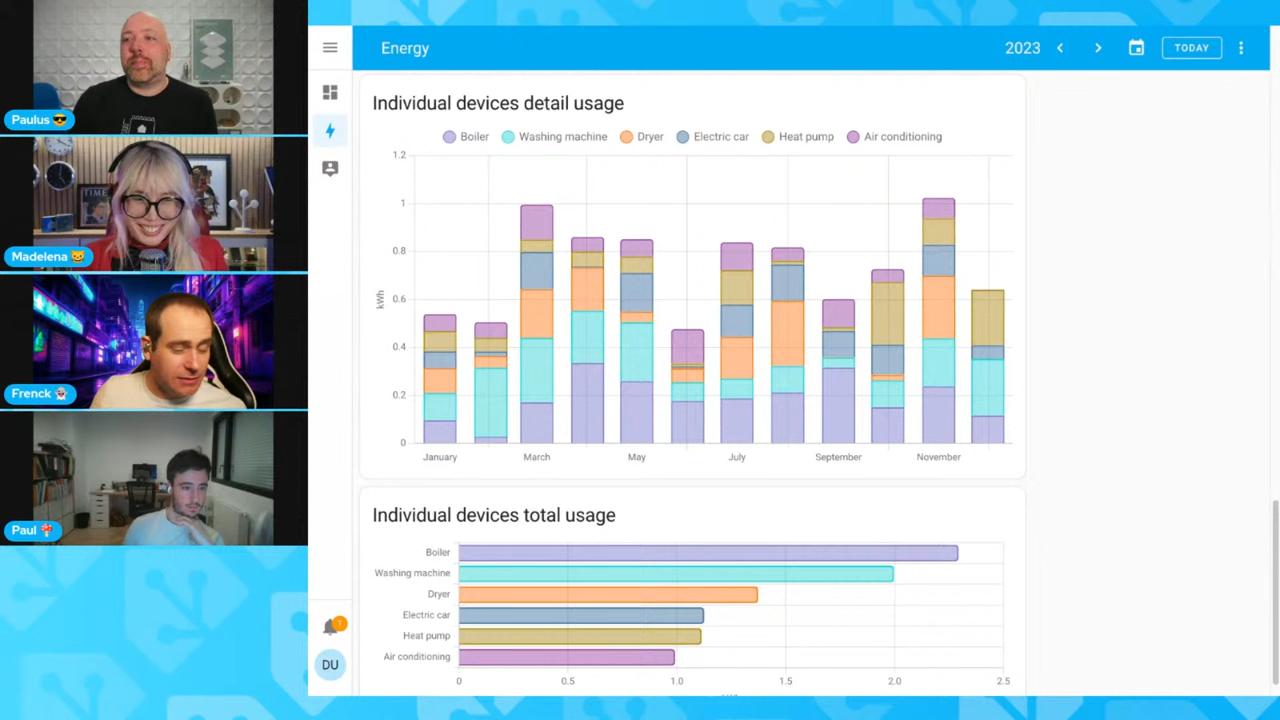 Paulus 😎
TIME
Madelena 🐱
Frenck 👻
Paul 🍄
Energy
2023
TODAY
Individual devices detail usage
Boiler Washing machine Dryer Electric car Heat pump Air conditioning
1.2
1
0.8
0.6
0.4
0.2
0
kWh
January March May July September November
Individual devices total usage
Boiler
Washing machine
Dryer
Electric car
Heat pump
Air conditioning
0 0.5 1.0 1.5 2.0 2.5
1
DU